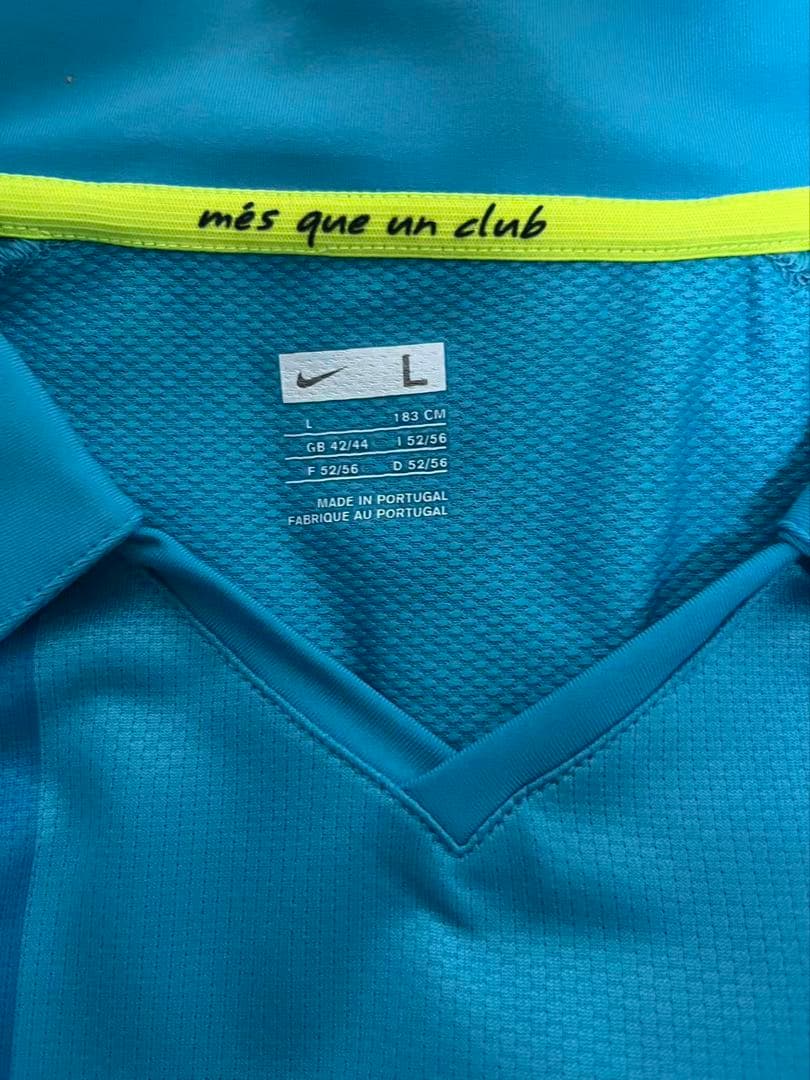 més que un club
L
L 183 CM
GB 42/44 I 52/56
F 52/56 D 52/56
MADE IN PORTUGAL
FABRIQUE AU PORTUGAL